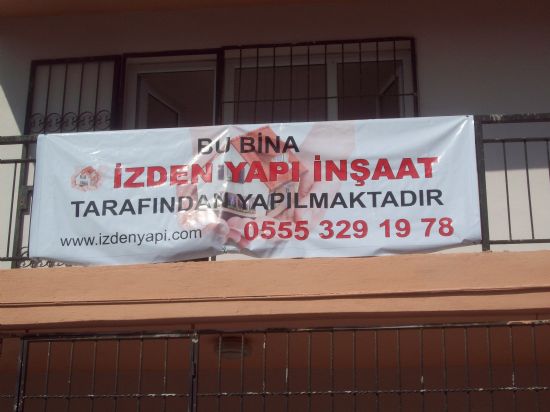 BU BİNA
İZDEN YAPI İNŞAAT
TARAFINDAN YAPILMAKTADIR
www.izdenyapi.com 0555 329 19 78